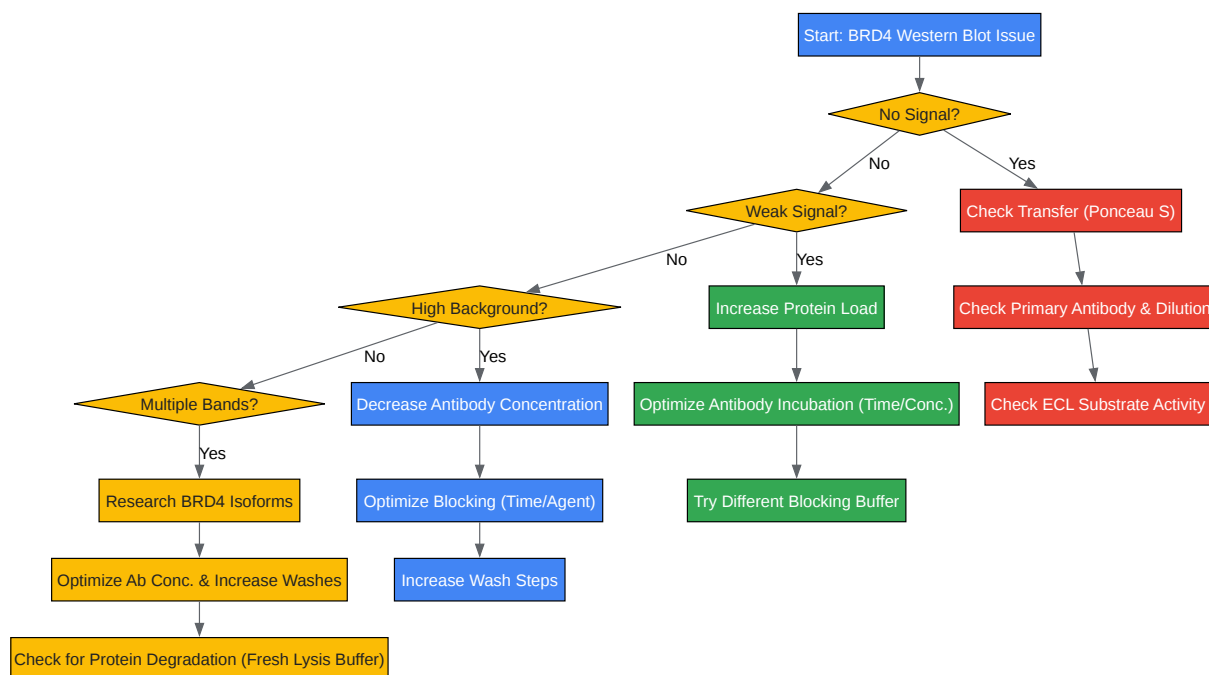 Start: BRD4 Western Blot Issue
No Signal?
No
Yes
Weak Signal?
Check Transfer (Ponceau S)
No
Yes
High Background?
Increase Protein Load
Check Primary Antibody & Dilution
No
Yes
Multiple Bands?
Decrease Antibody Concentration
Optimize Antibody Incubation (Time/Conc.)
Check ECL Substrate Activity
Yes
Research BRD4 Isoforms
Optimize Blocking (Time/Agent)
Try Different Blocking Buffer
Optimize Ab Conc. & Increase Washes
Increase Wash Steps
Check for Protein Degradation (Fresh Lysis Buffer)